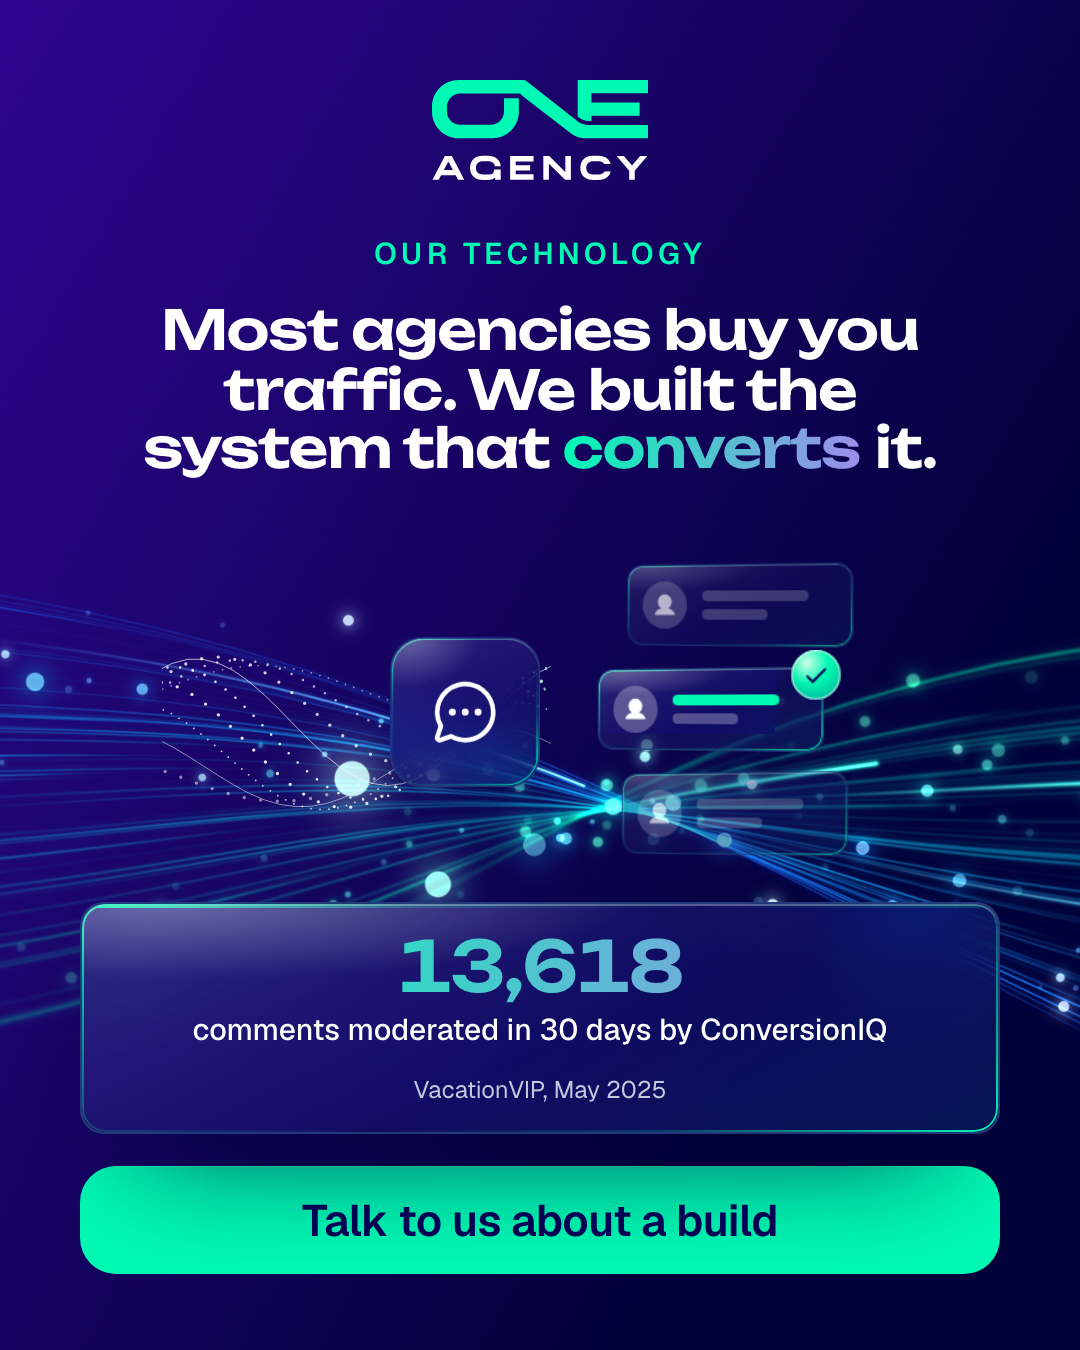 ONE
AGENCY
OUR TECHNOLOGY
Most agencies buy you
traffic. We built the
system that converts it.
13,618
comments moderated in 30 days by ConversionIQ
VacationVIP, May 2025
Talk to us about a build